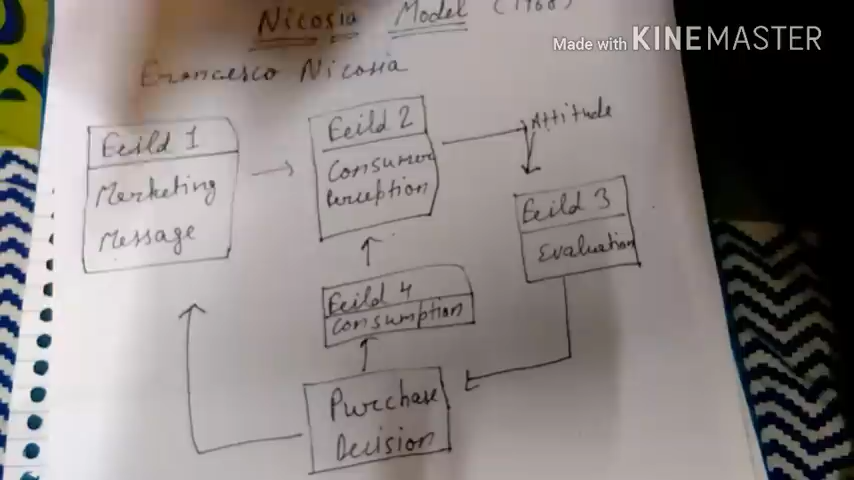 Nicosia Model (1968)
Made with KINEMASTER
Francesco Nicosia
Feild 1
Marketing
Message
Feild 2
Consumer
Perception
Attitude
Feild 3
Evaluation
Feild 4
Consumption
Purchase
Decision